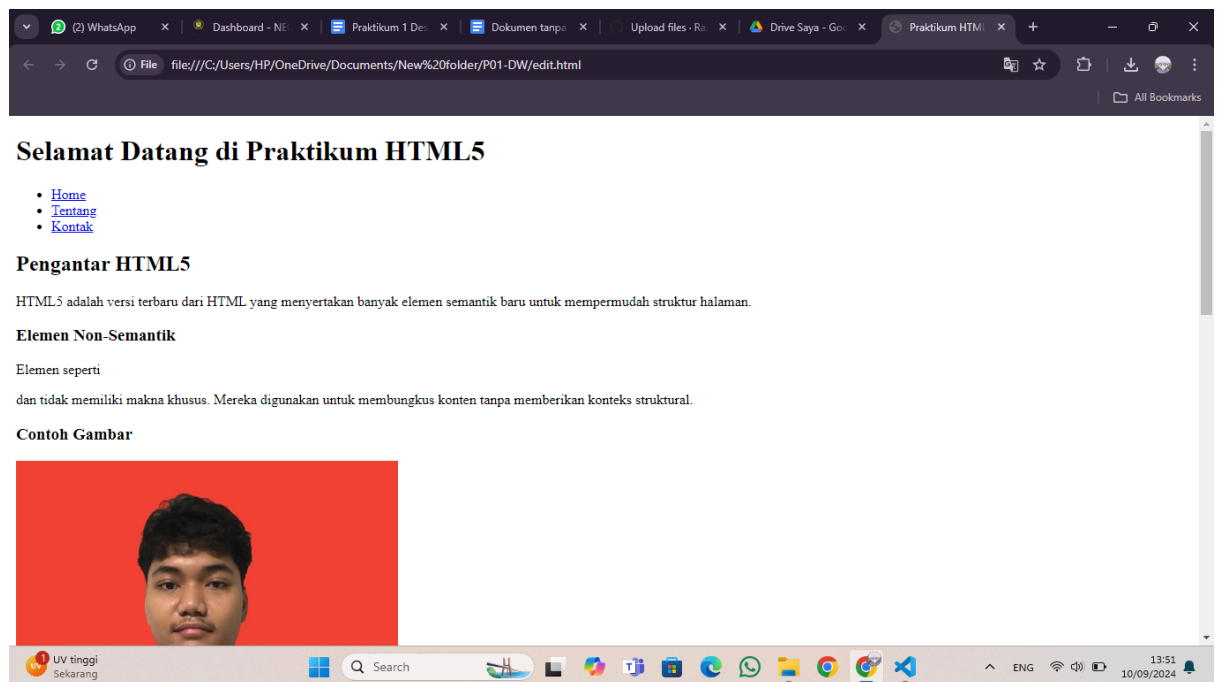 (2) WhatsApp
Dashboard - NE
Praktikum 1 Des
Dokumen tanpa
Upload files · Ra
Drive Saya - Goo
Praktikum HTML
File file:///C:/Users/HP/OneDrive/Documents/New%20folder/P01-DW/edit.html
All Bookmarks
Selamat Datang di Praktikum HTML5
Home
Tentang
Kontak
Pengantar HTML5
HTML5 adalah versi terbaru dari HTML yang menyertakan banyak elemen semantik baru untuk mempermudah struktur halaman.
Elemen Non-Semantik
Elemen seperti
dan tidak memiliki makna khusus. Mereka digunakan untuk membungkus konten tanpa memberikan konteks struktural.
Contoh Gambar
1
UV tinggi
Sekarang
Search
ENG
13:51
10/09/2024